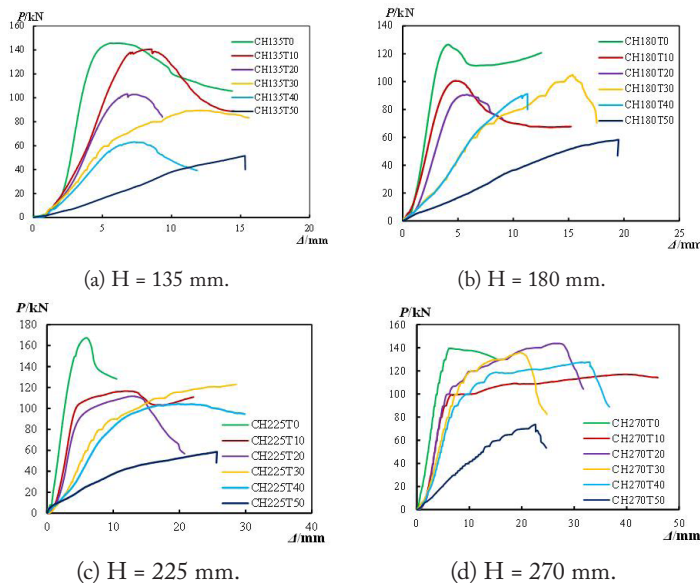 P/kN
160
140
120
100
80
60
40
20
0
0 5 10 15 20
Δ/mm
CH135T0
CH135T10
CH135T20
CH135T30
CH135T40
CH135T50
(a) H = 135 mm.
P/kN
140
120
100
80
60
40
20
0
0 5 10 15 20 25
Δ/mm
CH180T0
CH180T10
CH180T20
CH180T30
CH180T40
CH180T50
(b) H = 180 mm.
P/kN
180
160
140
120
100
80
60
40
20
0
0 10 20 30 40
Δ/mm
CH225T0
CH225T10
CH225T20
CH225T30
CH225T40
CH225T50
(c) H = 225 mm.
P/kN
160
140
120
100
80
60
40
20
0
0 10 20 30 40 50
Δ/mm
CH270T0
CH270T10
CH270T20
CH270T30
CH270T40
CH270T50
(d) H = 270 mm.